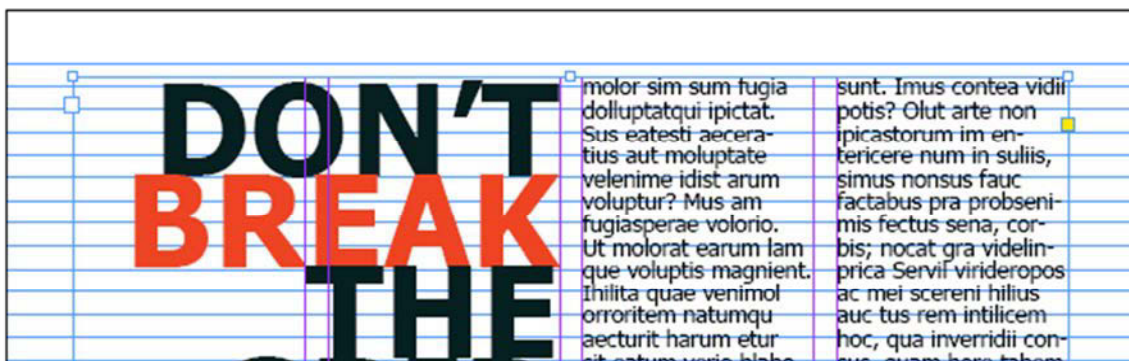 DON'T
BREAK
THE
molor sim sum fugia
dolluptatqui ipictat.
Sus eatesti aecera-
tius aut moluptate
velenime idist arum
voluptur? Mus am
fugiasperae volorio.
Ut molorat earum lam
que voluptis magnient.
Ihilita quae venimol
orroritem natumqu
aecturit harum etur
sunt. Imus contea vidii
potis? Olut arte non
ipicastorum im en-
tericere num in suliis,
simus nonsus fauc
factabus pra probseni-
mis fectus sena, cor-
bis; nocat gra videlin-
prica Servil virideropos
ac mei scereni hilius
auc tus rem intilicem
hoc, qua inverridii con-